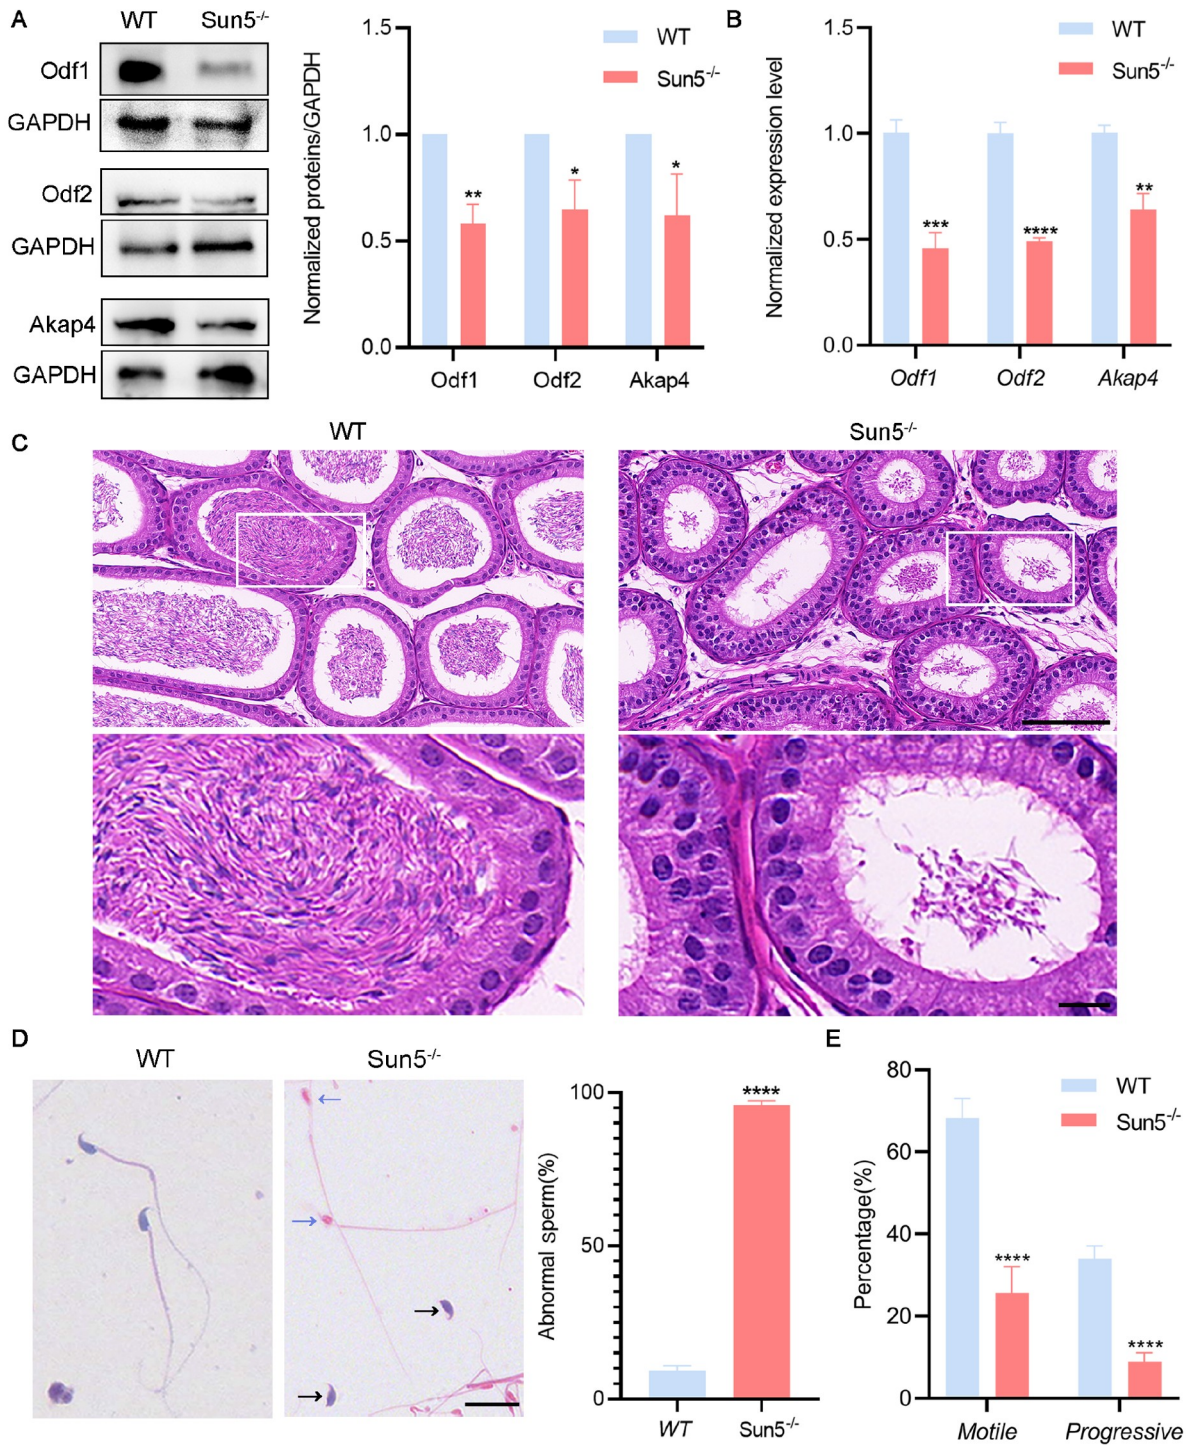 A
WT Sun5-/-
Odf1
GAPDH
Odf2
GAPDH
Akap4
GAPDH
Normalized proteins/GAPDH
1.5
1.0
0.5
0.0
WT
Sun5-/-
**
*
*
Odf1 Odf2 Akap4
B
Normalized expression level
1.5
1.0
0.5
0.0
WT
Sun5-/-
***
****
**
Odf1 Odf2 Akap4
C
WT Sun5-/-
D
WT Sun5-/-
Abnormal sperm(%)
100
50
0
****
WT Sun5-/-
E
Percentage(%)
80
60
40
20
0
WT
Sun5-/-
****
****
Motile Progressive